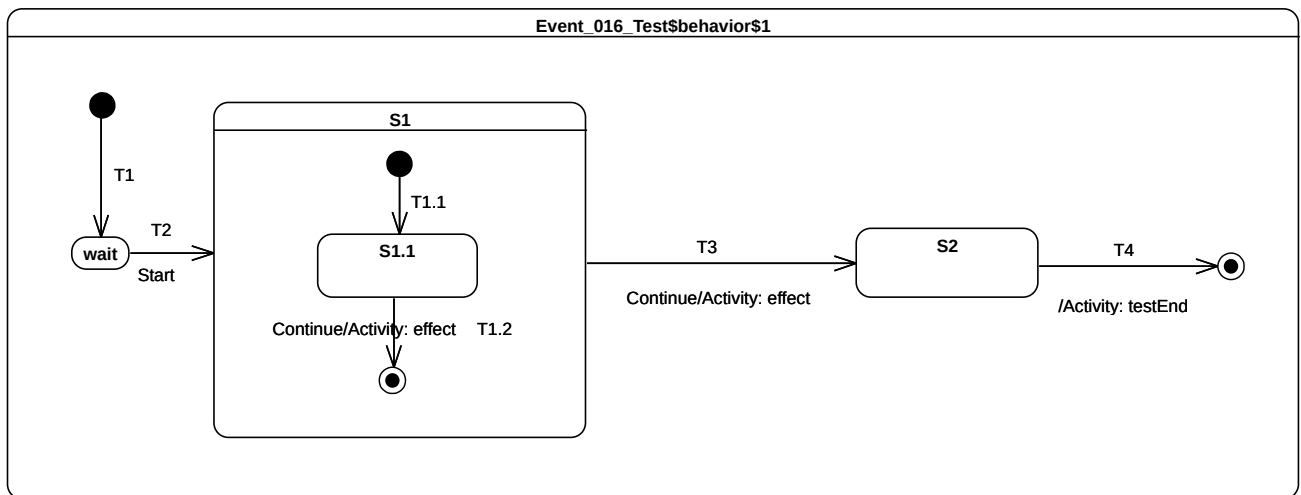 Event_016_Test$behavior$1
S1
T1
T1.1
T2
wait
Start
S1.1
T3
S2
T4
Continue/Activity: effect
/Activity: testEnd
Continue/Activity: effect T1.2